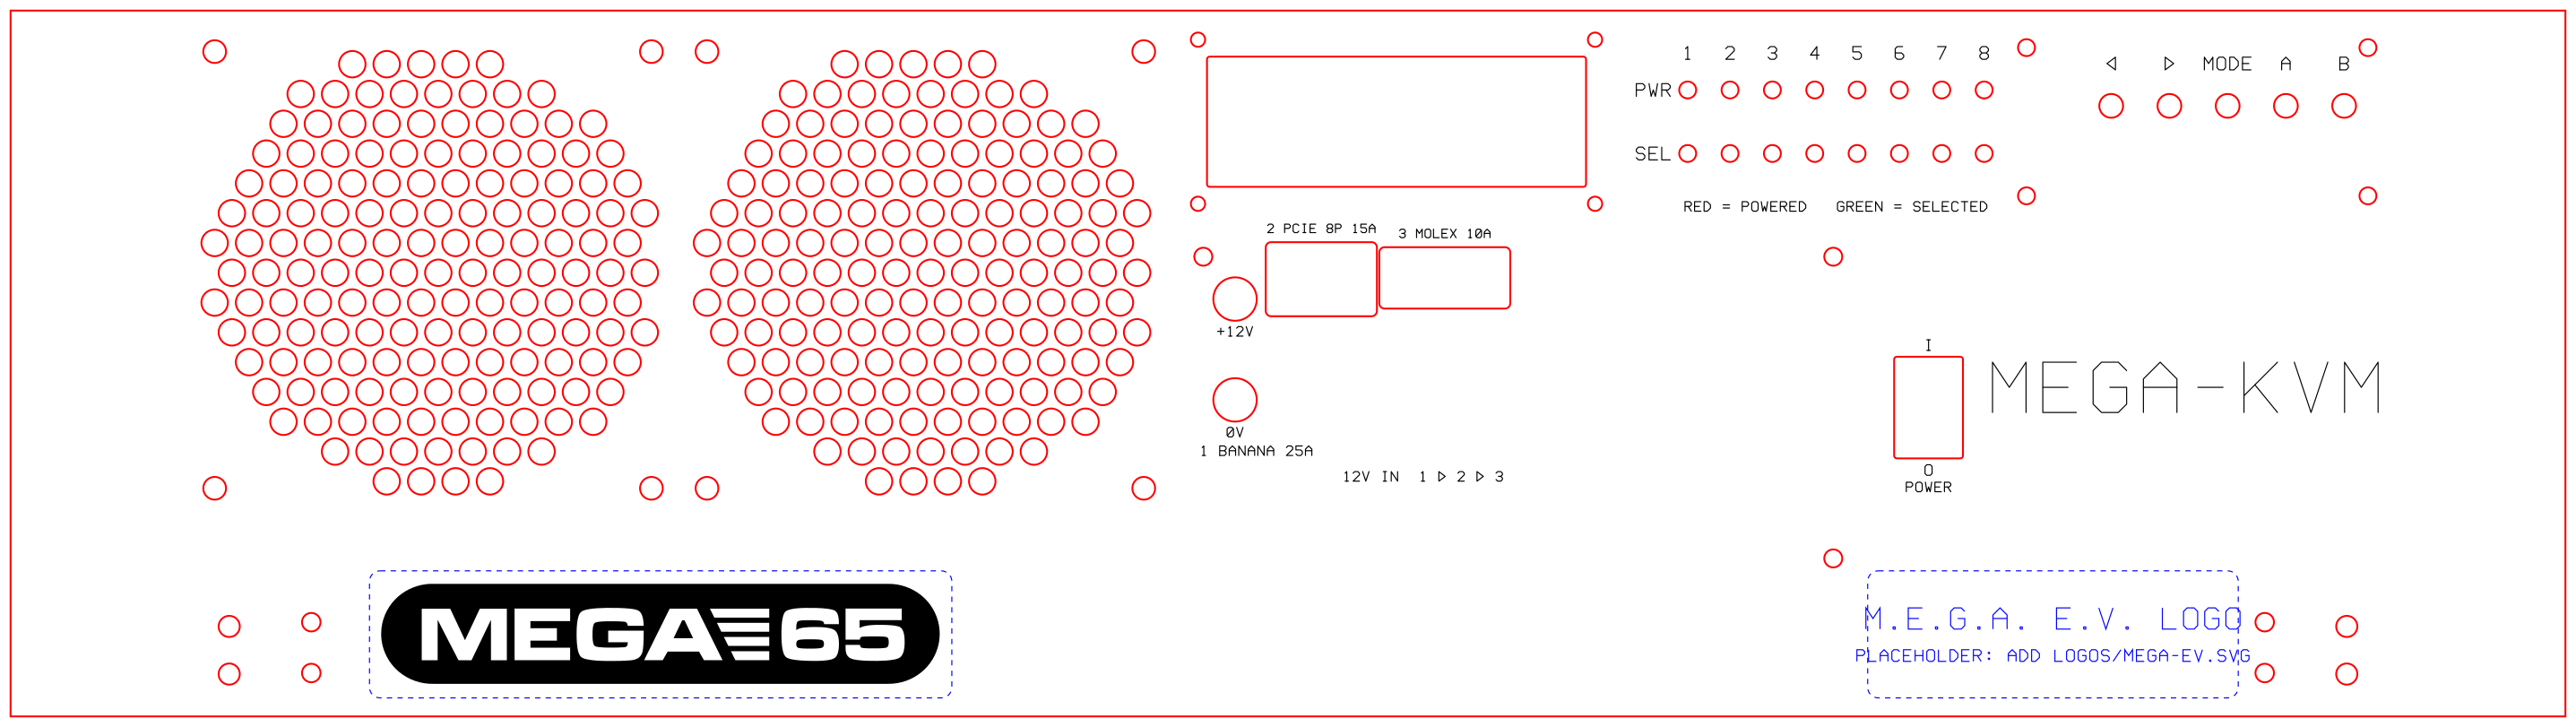 1 2 3 4 5 6 7 8
MODE A B
PWR
SEL
RED = POWERED GREEN = SELECTED
2 PCIE 8P 15A
3 MOLEX 10A
+12V
I
MEGA-KVM
0V
1 BANANA 25A
12V IN 1 ▷ 2 ▷ 3
O
POWER
MEGA65
M.E.G.A. E.V. LOGO
PLACEHOLDER: ADD LOGOS/MEGA-EV.SVG